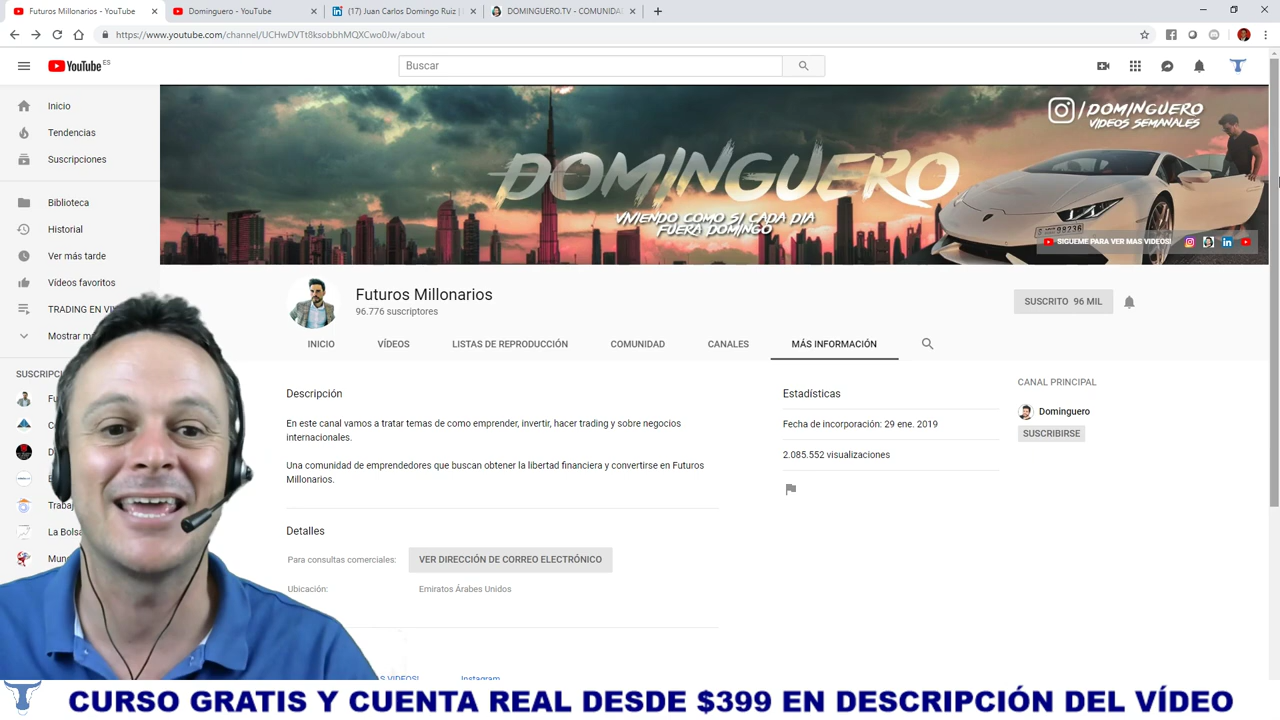 Futuros Millonarios - YouTube
Dominguero - YouTube
(17) Juan Carlos Domingo Ruiz |
DOMINGUERO.TV - COMUNIDA
https://www.youtube.com/channel/UCHwDVTt8ksobbhMQXCwo0Jw/about
YouTube ES
Buscar
Inicio
Tendencias
Suscripciones
Biblioteca
Historial
Ver más tarde
Vídeos favoritos
TRADING EN VI
Mostrar m
SUSCRIPCI
Trabaj
La Bolsa
Mun
DOMINGUERO
VIVIENDO COMO SI CADA DIA
FUERA DOMINGO
/DOMINGUERO
VIDEOS SEMANALES
98236
SIGUEME PARA VER MAS VIDEOS!
Futuros Millonarios
96.776 suscriptores
SUSCRITO 96 MIL
INICIO
VÍDEOS
LISTAS DE REPRODUCCIÓN
COMUNIDAD
CANALES
MÁS INFORMACIÓN
Descripción
En este canal vamos a tratar temas de como emprender, invertir, hacer trading y sobre negocios
internacionales.
Una comunidad de emprendedores que buscan obtener la libertad financiera y convertirse en Futuros
Millonarios.
Detalles
Para consultas comerciales:
VER DIRECCIÓN DE CORREO ELECTRÓNICO
Ubicación:
Emiratos Árabes Unidos
Estadísticas
Fecha de incorporación: 29 ene. 2019
2.085.552 visualizaciones
CANAL PRINCIPAL
Dominguero
SUSCRIBIRSE
AS VIDEOS!
Instagram
CURSO GRATIS Y CUENTA REAL DESDE $399 EN DESCRIPCIÓN DEL VÍDEO